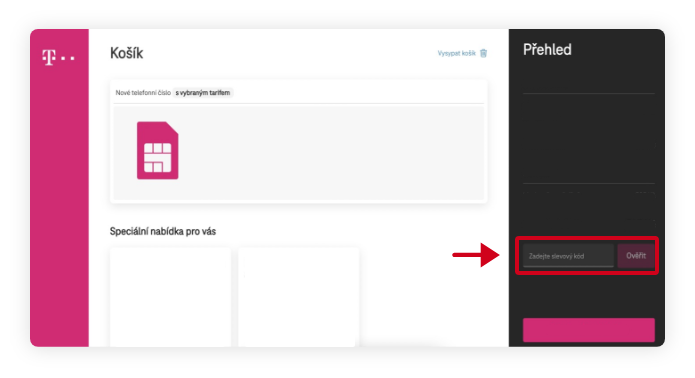 T
Košík
Vysypat košík
Přehled
Nové telefonní číslo s vybraným tarifem
Speciální nabídka pro vás
Zadejte slevový kód
Ověřit